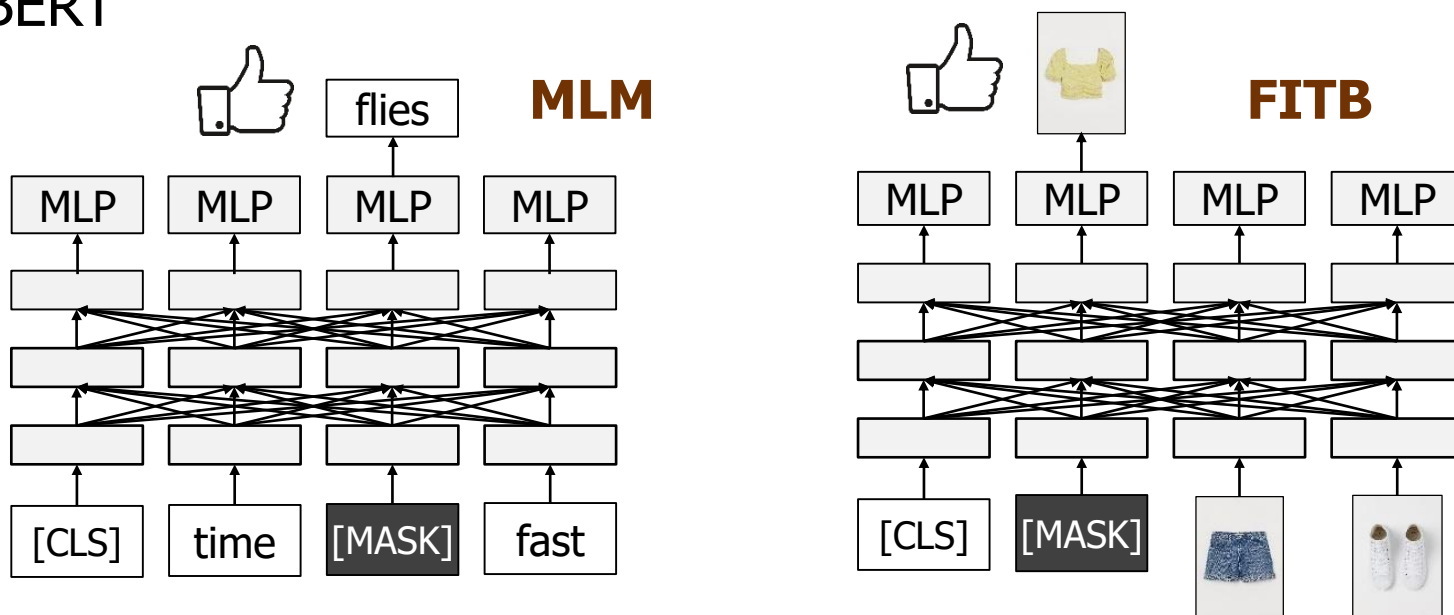 BERT
flies
MLM
MLP MLP MLP MLP
[CLS] time [MASK] fast
FITB
MLP MLP MLP MLP
[CLS] [MASK]